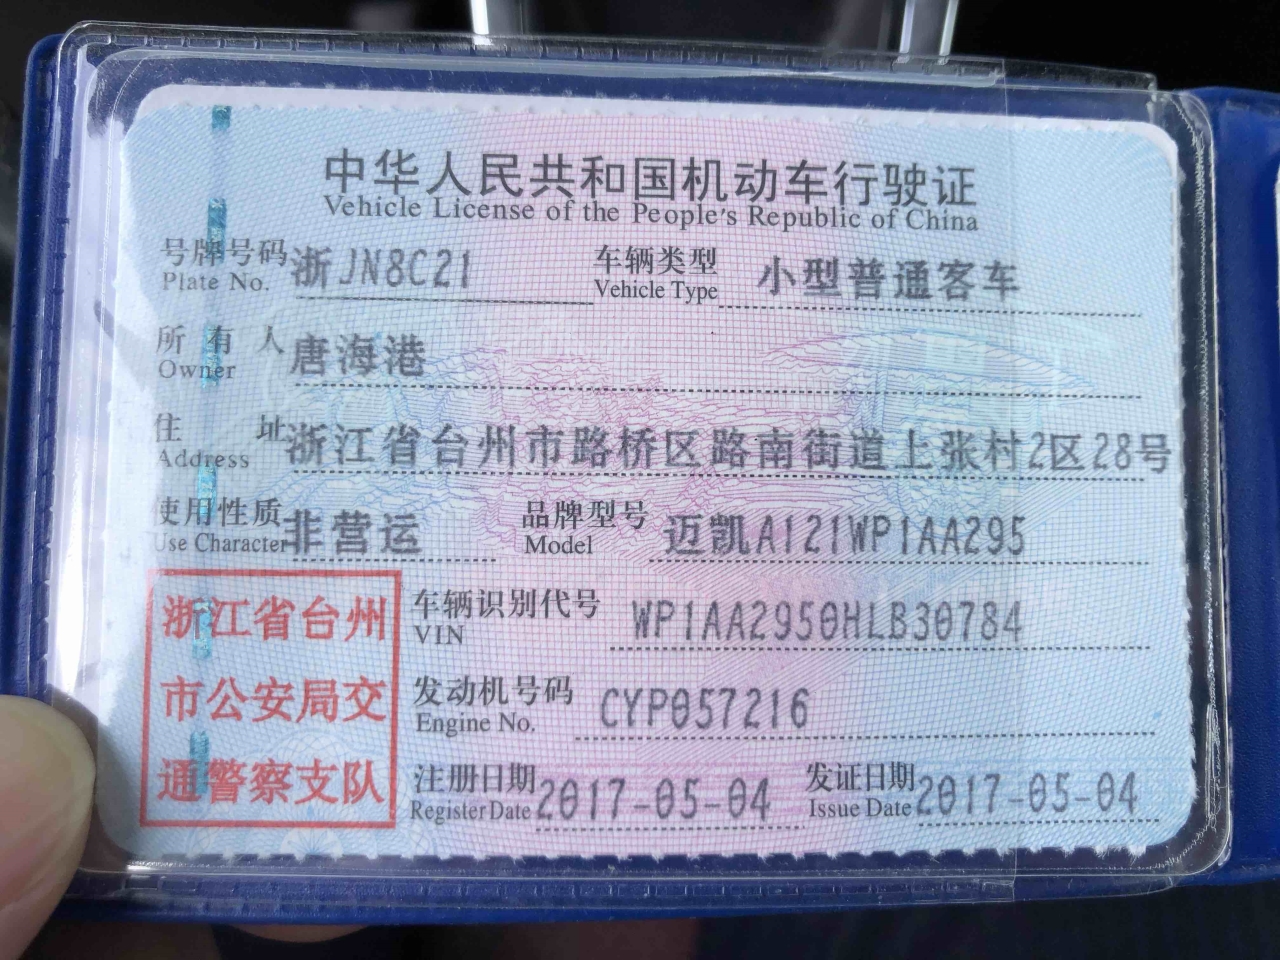 中华人民共和国机动车行驶证
Vehicle License of the People's Republic of China
号牌号码 浙JN8C21 车辆类型 小型普通客车
Plate No. Vehicle Type
所有人 唐海港
Owner
住址 浙江省台州市路桥区路南街道上张村2区28号
Address
使用性质 非营运 品牌型号 迈凯A121WP1AA295
Use Character Model
浙江省台州
市公安局交
通警察支队
车辆识别代号 WP1AA2950HLB30784
VIN
发动机号码 CYP057216
Engine No.
注册日期 2017-05-04 发证日期 2017-05-04
Register Date Issue Date